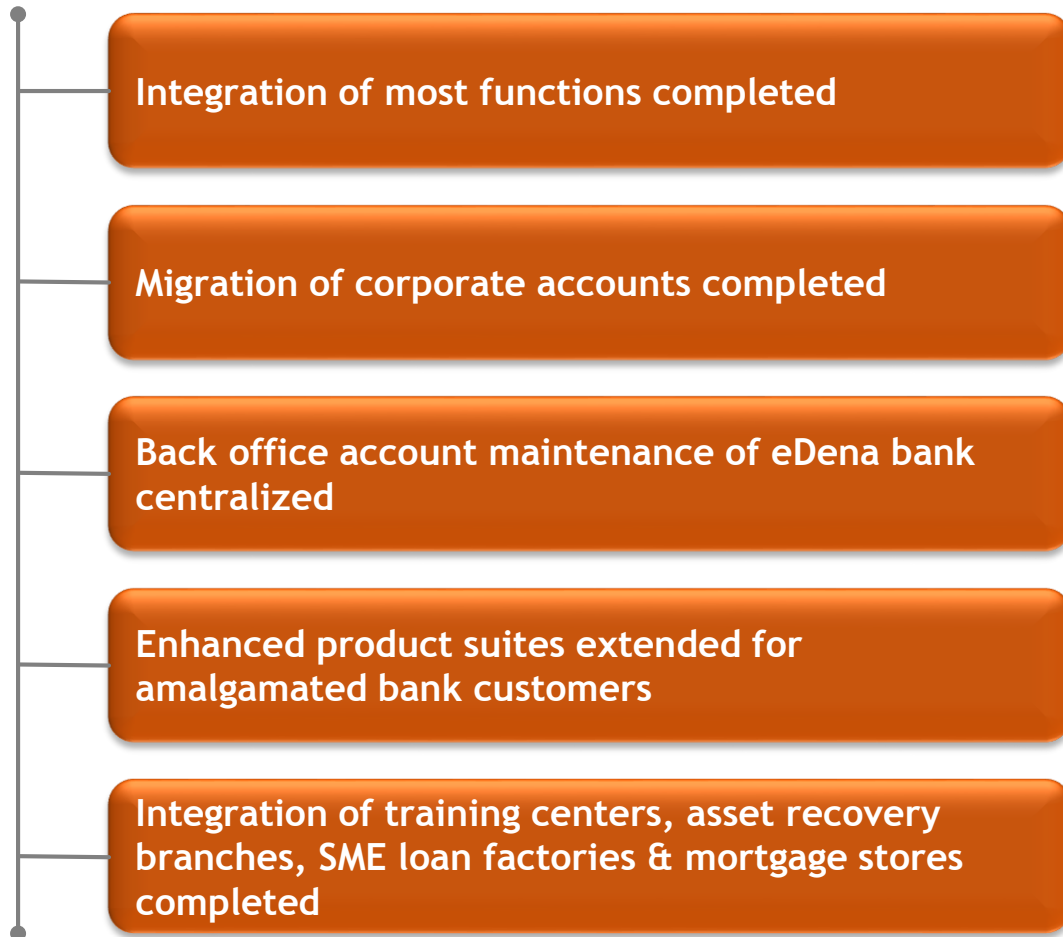 Integration of most functions completed
Migration of corporate accounts completed
Back office account maintenance of eDena bank
centralized
Enhanced product suites extended for
amalgamated bank customers
Integration of training centers, asset recovery
branches, SME loan factories & mortgage stores
completed